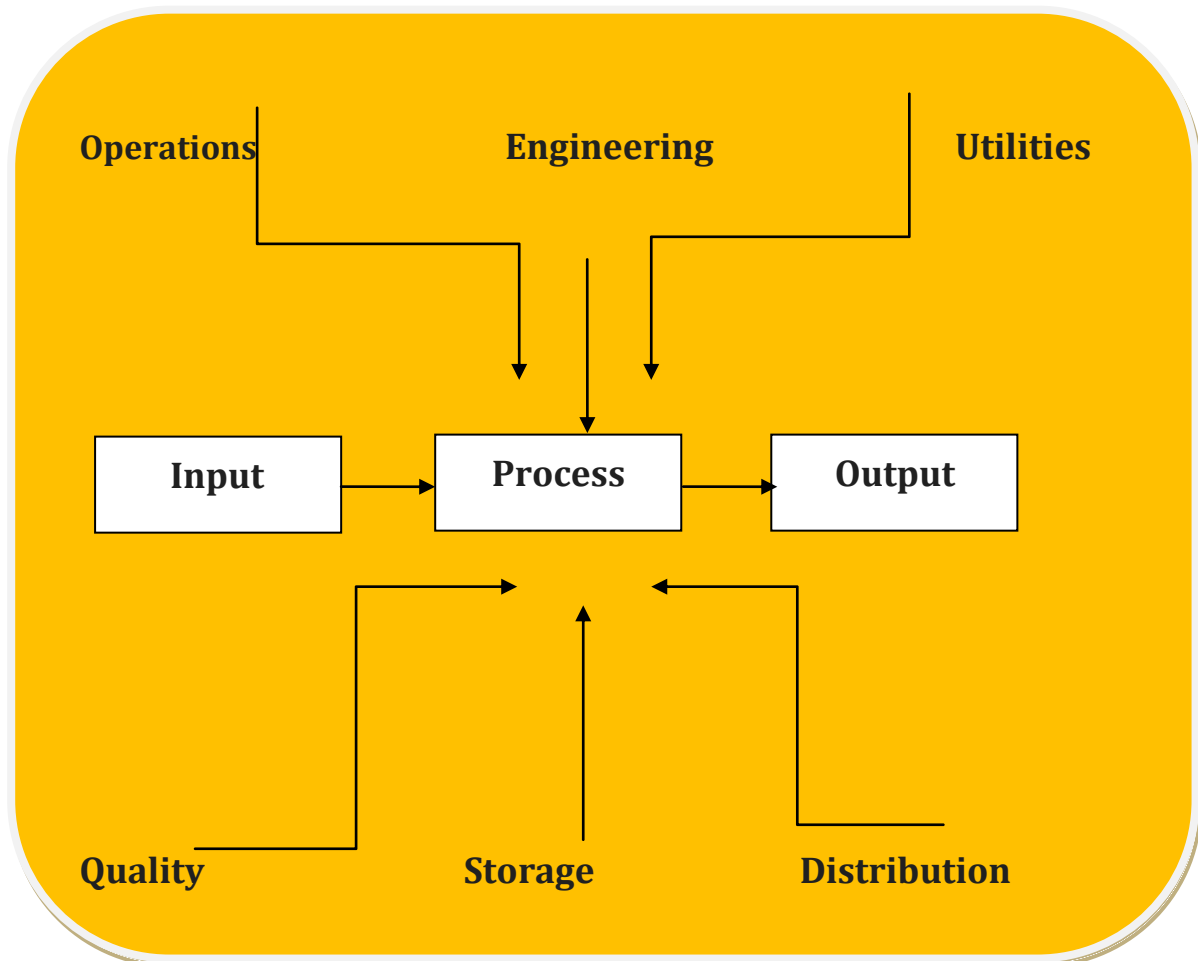 Operations Engineering Utilities
Input Process Output
Quality Storage Distribution